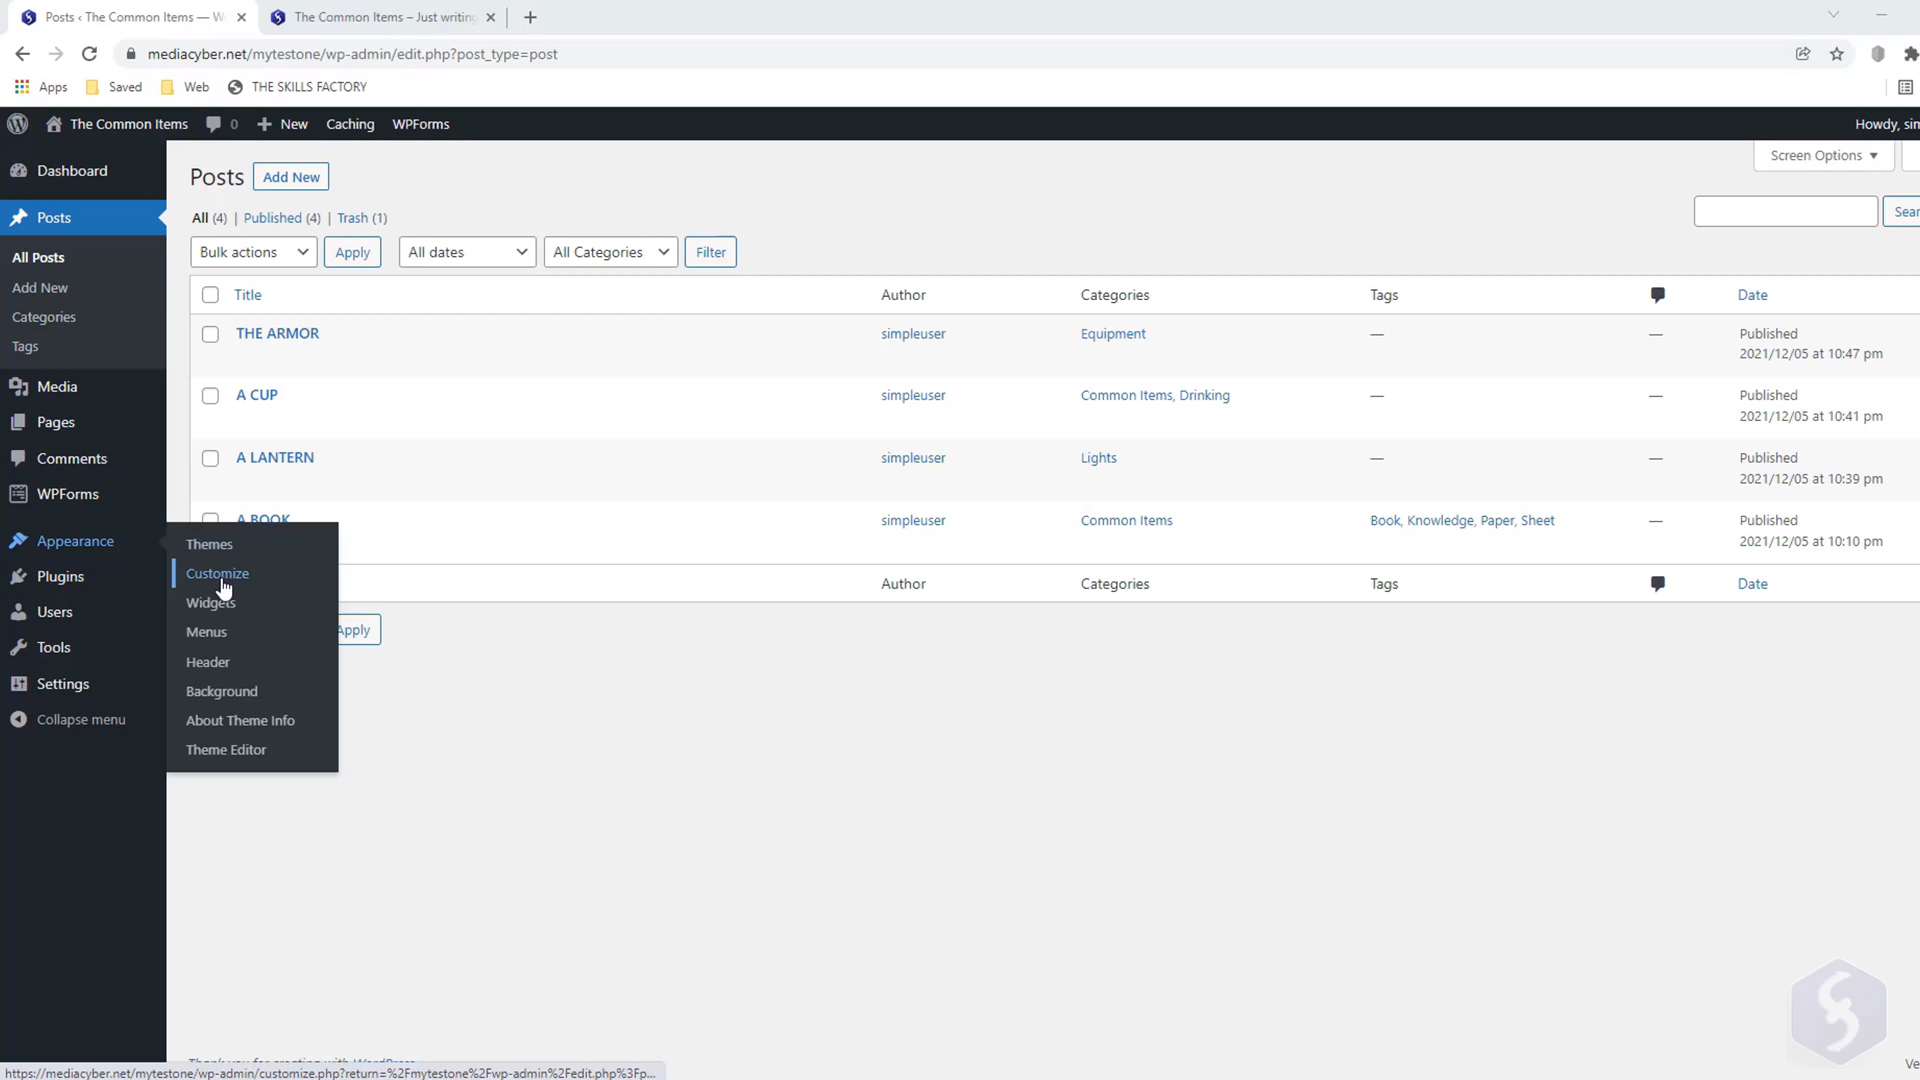 Posts ‹ The Common Items — W
The Common Items – Just writing
mediacyber.net/mytestone/wp-admin/edit.php?post_type=post
Apps
Saved
Web
THE SKILLS FACTORY
The Common Items
0
New
Caching
WPForms
Howdy, sim
Dashboard
Posts
All Posts
Add New
Categories
Tags
Media
Pages
Comments
WPForms
Appearance
Plugins
Users
Tools
Settings
Collapse menu
Themes
Customize
Widgets
Menus
Header
Background
About Theme Info
Theme Editor
Posts
Add New
Screen Options
All (4) | Published (4) | Trash (1)
Sear
Bulk actions
Apply
All dates
All Categories
Filter
Title
Author
Categories
Tags
Date
THE ARMOR
simpleuser
Equipment
—
—
Published
2021/12/05 at 10:47 pm
A CUP
simpleuser
Common Items, Drinking
—
—
Published
2021/12/05 at 10:41 pm
A LANTERN
simpleuser
Lights
—
—
Published
2021/12/05 at 10:39 pm
A BOOK
simpleuser
Common Items
Book, Knowledge, Paper, Sheet
—
Published
2021/12/05 at 10:10 pm
Author
Categories
Tags
Date
Apply
Thank you for creating with WordPress
Ve
https://mediacyber.net/mytestone/wp-admin/customize.php?return=%2Fmytestone%2Fwp-admin%2Fedit.php%3Fp...